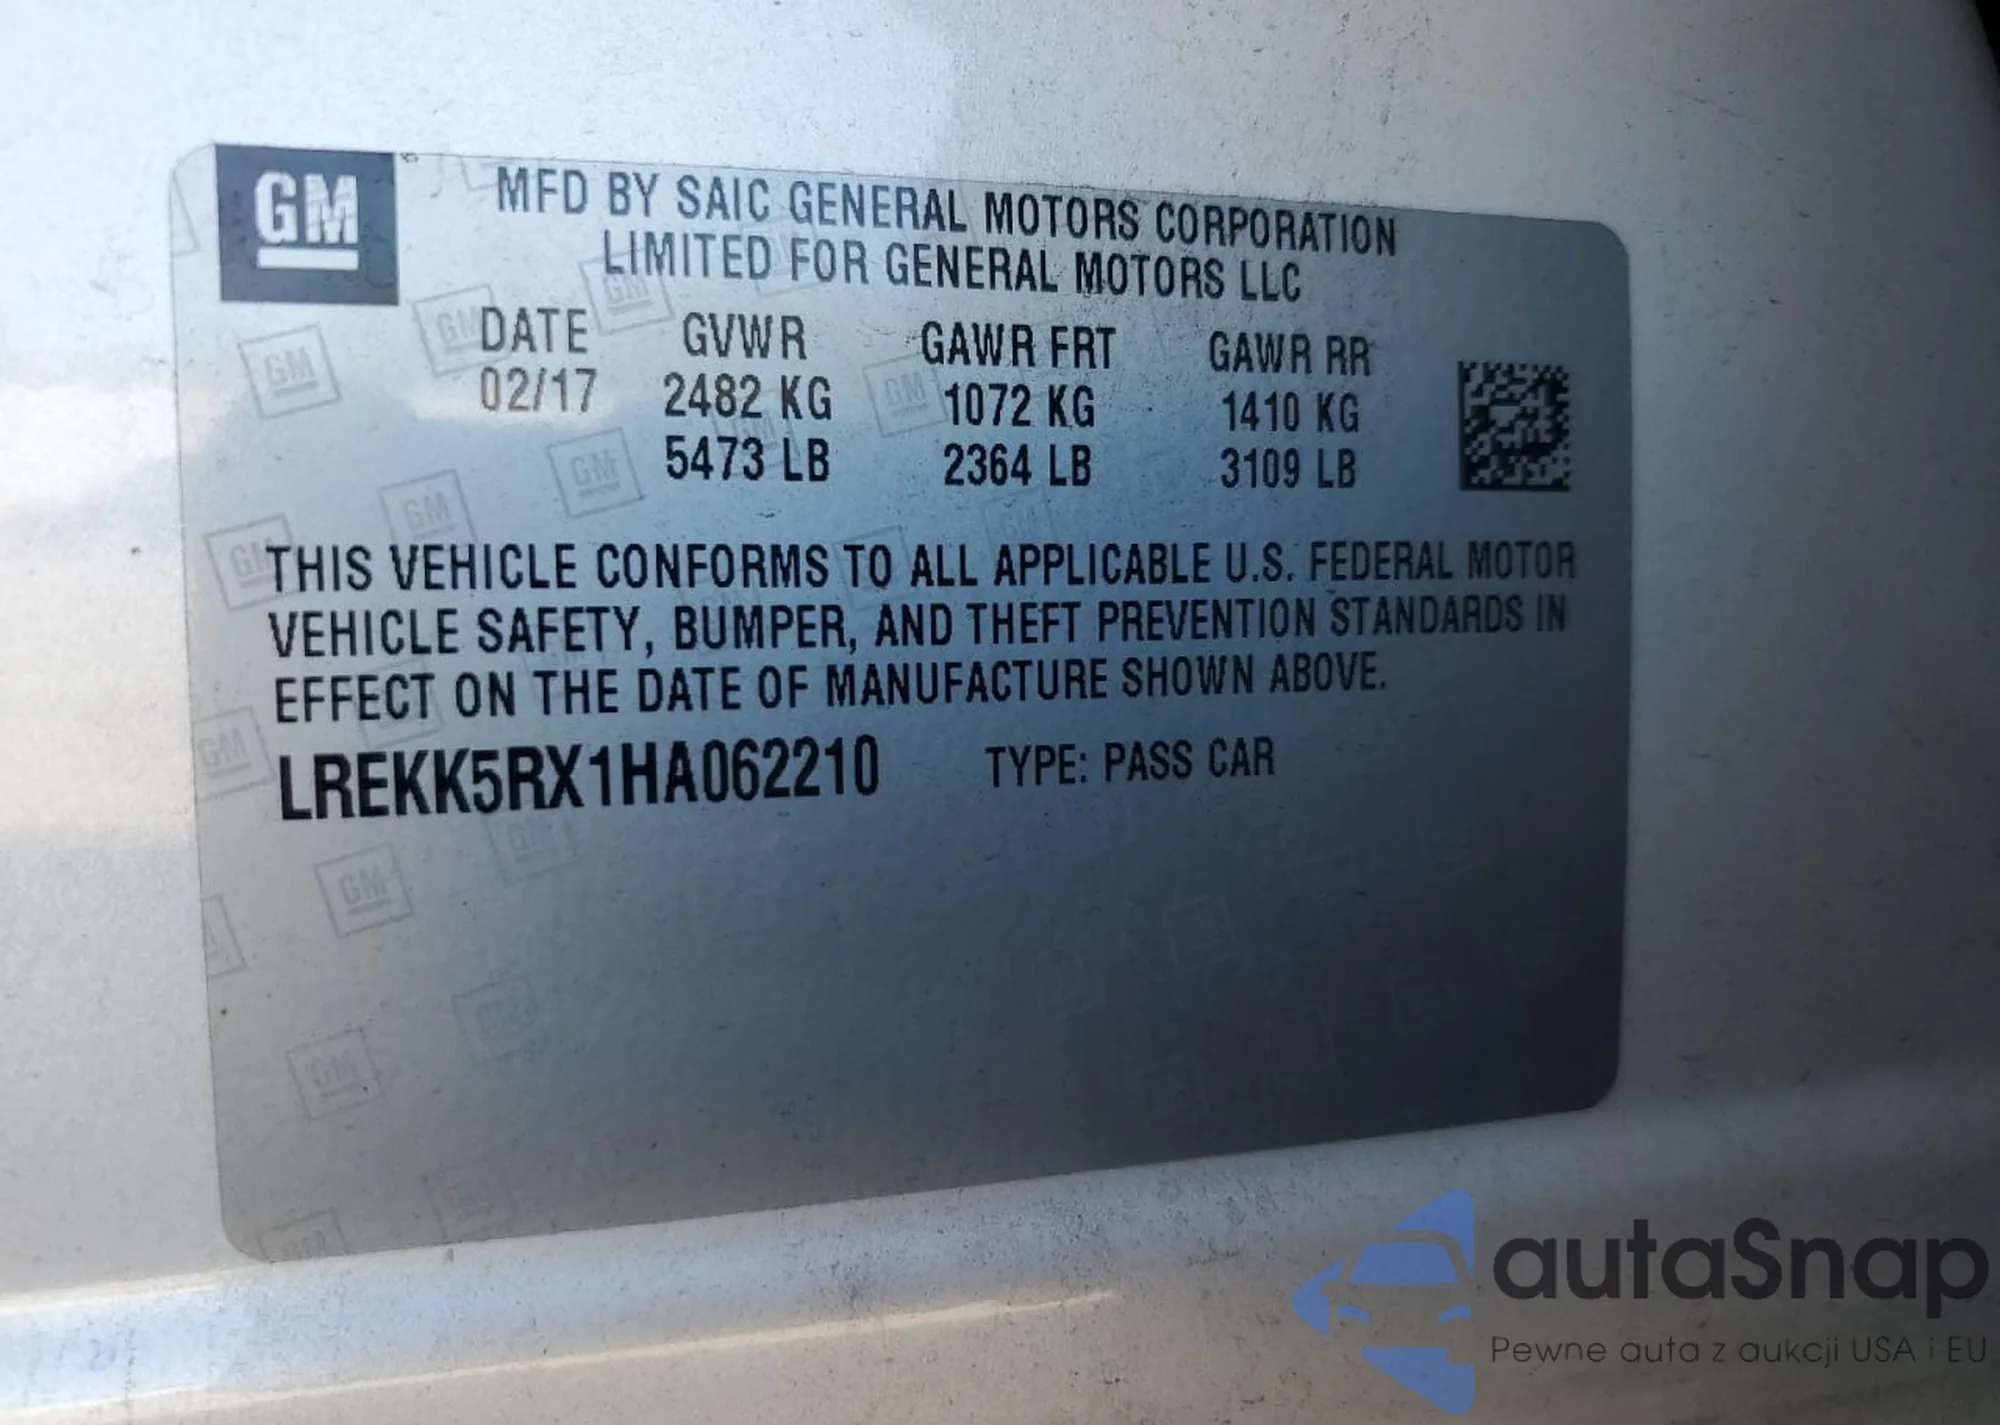 GM
MFD BY SAIC GENERAL MOTORS CORPORATION
LIMITED FOR GENERAL MOTORS LLC
DATE GVWR GAWR FRT GAWR RR
02/17 2482 KG 1072 KG 1410 KG
5473 LB 2364 LB 3109 LB
THIS VEHICLE CONFORMS TO ALL APPLICABLE U.S. FEDERAL MOTOR
VEHICLE SAFETY, BUMPER, AND THEFT PREVENTION STANDARDS IN
EFFECT ON THE DATE OF MANUFACTURE SHOWN ABOVE.
LREKK5RX1HA062210 TYPE: PASS CAR
autaSnap
Pewne auta z aukcji USA i EU